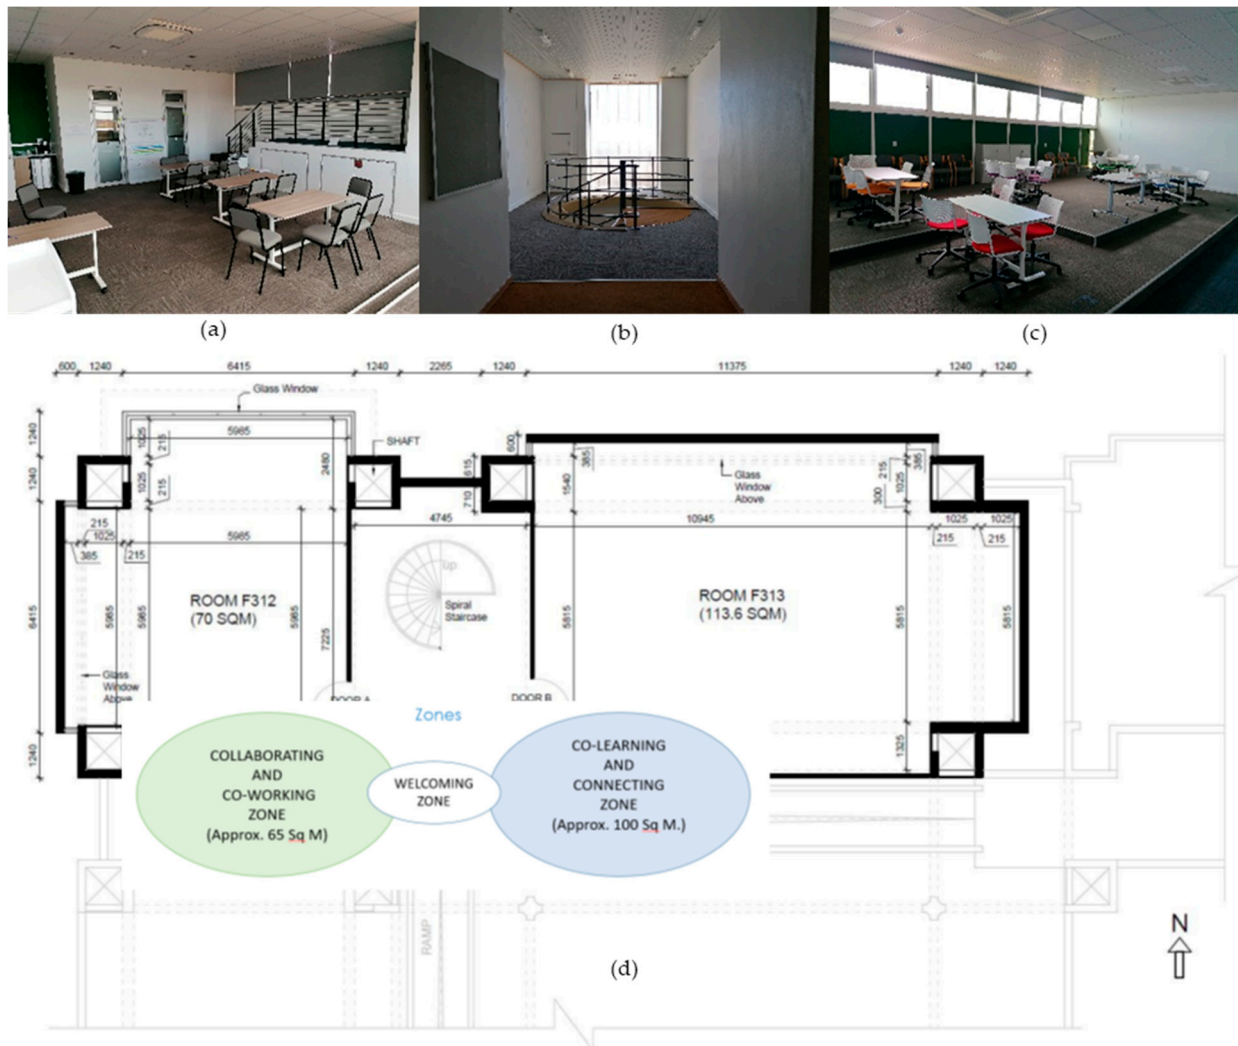 (a)
(b)
(c)
600
1240
6415
1240
2265
1240
11375
1240
1240
Glass Window
1240
1025
215
5985
SHAFT
2480
600
385
1540
Glass
Window
Above
215
385
300
1025
1240
1025
215
615
710
215
1025
385
215
5985
4745
10945
1025
1025
215
215
6415
5985
5985
ROOM F312
(70 SQM)
5985
7225
up
Spiral
Staircase
5815
ROOM F313
(113.6 SQM)
5815
5815
Glass
Window
Above
DOOR A
DOOR B
Zones
1240
COLLABORATING
AND
CO-WORKING
ZONE
(Approx. 65 Sq M)
WELCOMING
ZONE
CO-LEARNING
AND
CONNECTING
ZONE
(Approx. 100 Sq M.)
1325
RAMP
N
(d)